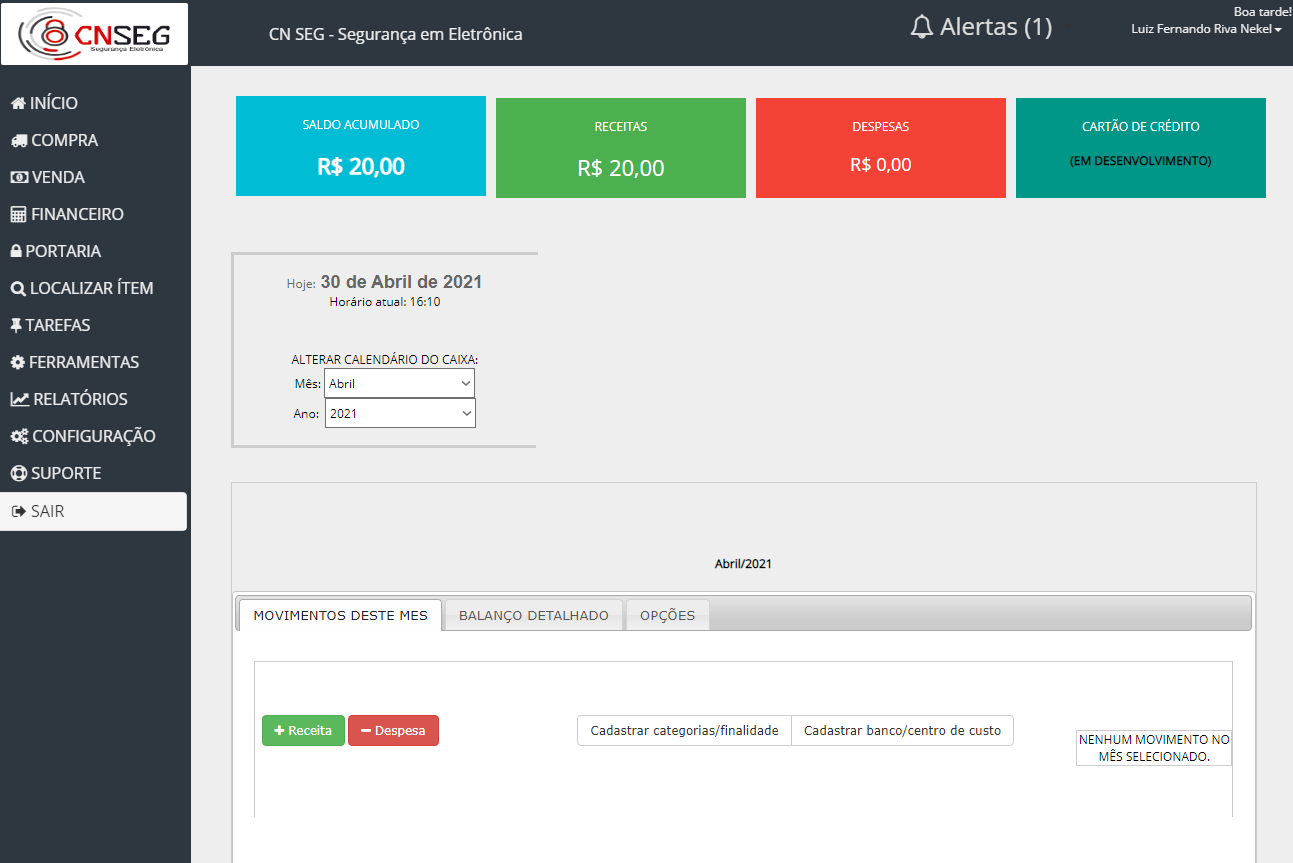 CNSEG
Segurança Eletrônica
CN SEG - Segurança em Eletrônica
Alertas (1)
Boa tarde!
Luiz Fernando Riva Nekel
INÍCIO
COMPRA
VENDA
FINANCEIRO
PORTARIA
LOCALIZAR ÍTEM
TAREFAS
FERRAMENTAS
RELATÓRIOS
CONFIGURAÇÃO
SUPORTE
SAIR
SALDO ACUMULADO
R$ 20,00
RECEITAS
R$ 20,00
DESPESAS
R$ 0,00
CARTÃO DE CRÉDITO
(EM DESENVOLVIMENTO)
Hoje: 30 de Abril de 2021
Horário atual: 16:10
ALTERAR CALENDÁRIO DO CAIXA:
Mês: Abril
Ano: 2021
Abril/2021
MOVIMENTOS DESTE MES
BALANÇO DETALHADO
OPÇÕES
+ Receita
− Despesa
Cadastrar categorias/finalidade
Cadastrar banco/centro de custo
NENHUM MOVIMENTO NO
MÊS SELECIONADO.